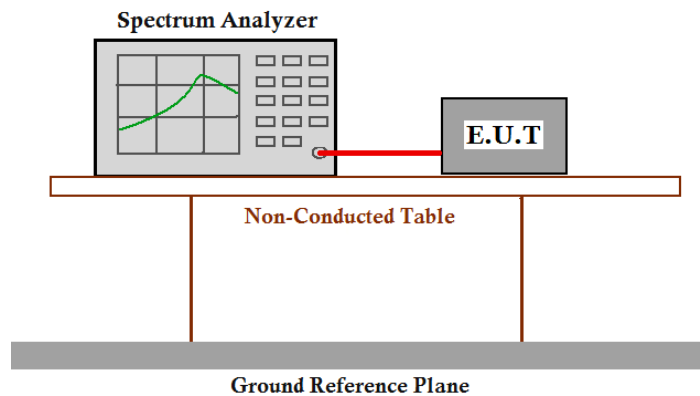 Spectrum Analyzer
E.U.T
Non-Conducted Table
Ground Reference Plane